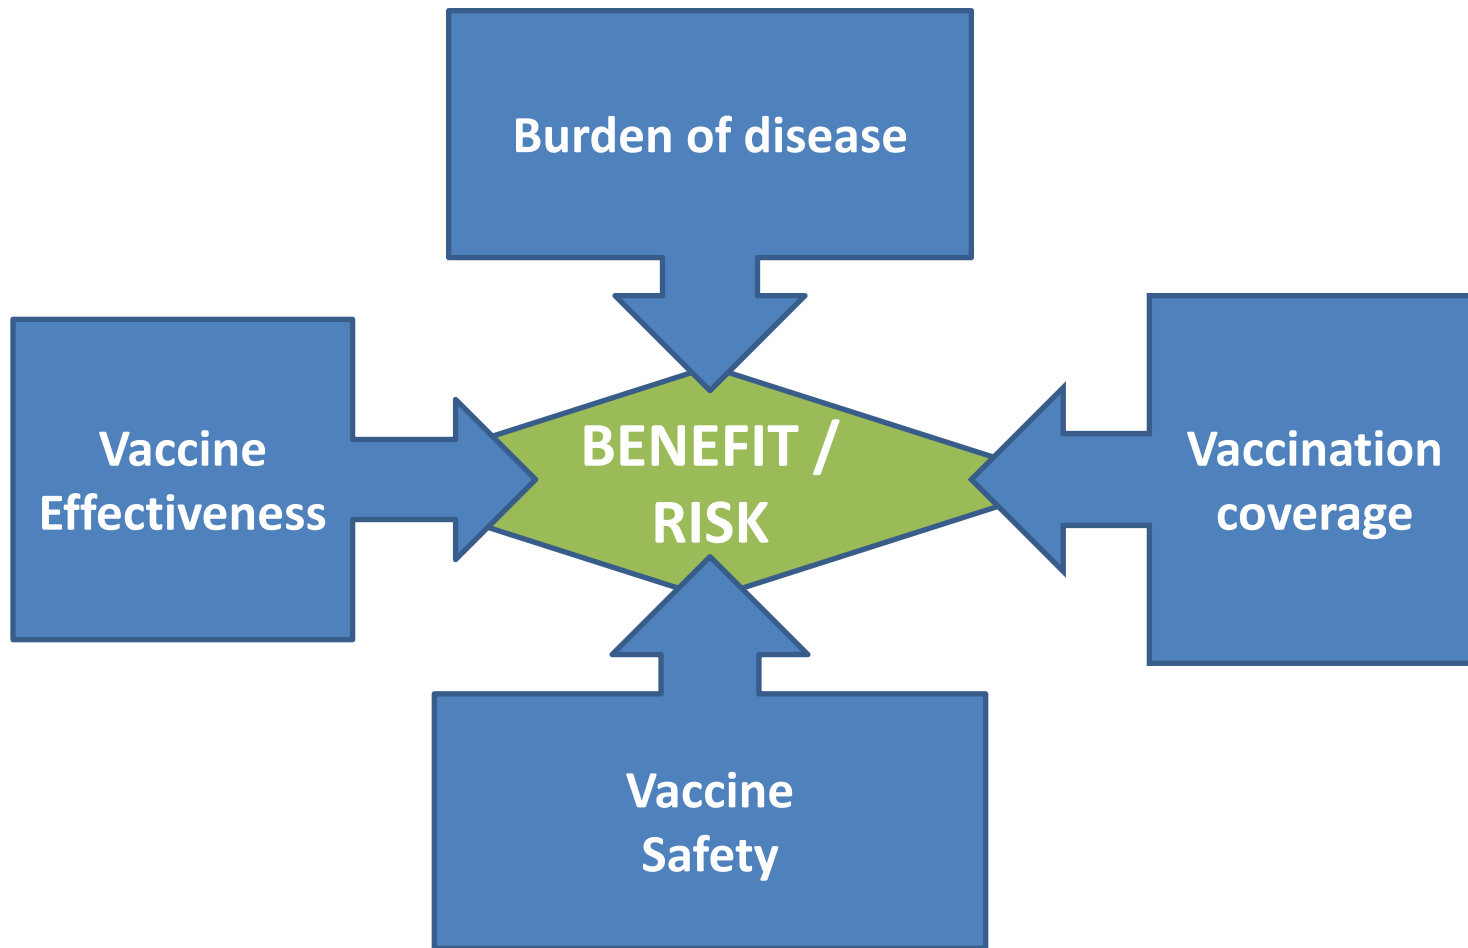 Burden of disease
Vaccine
Effectiveness
BENEFIT /
RISK
Vaccination
coverage
Vaccine
Safety